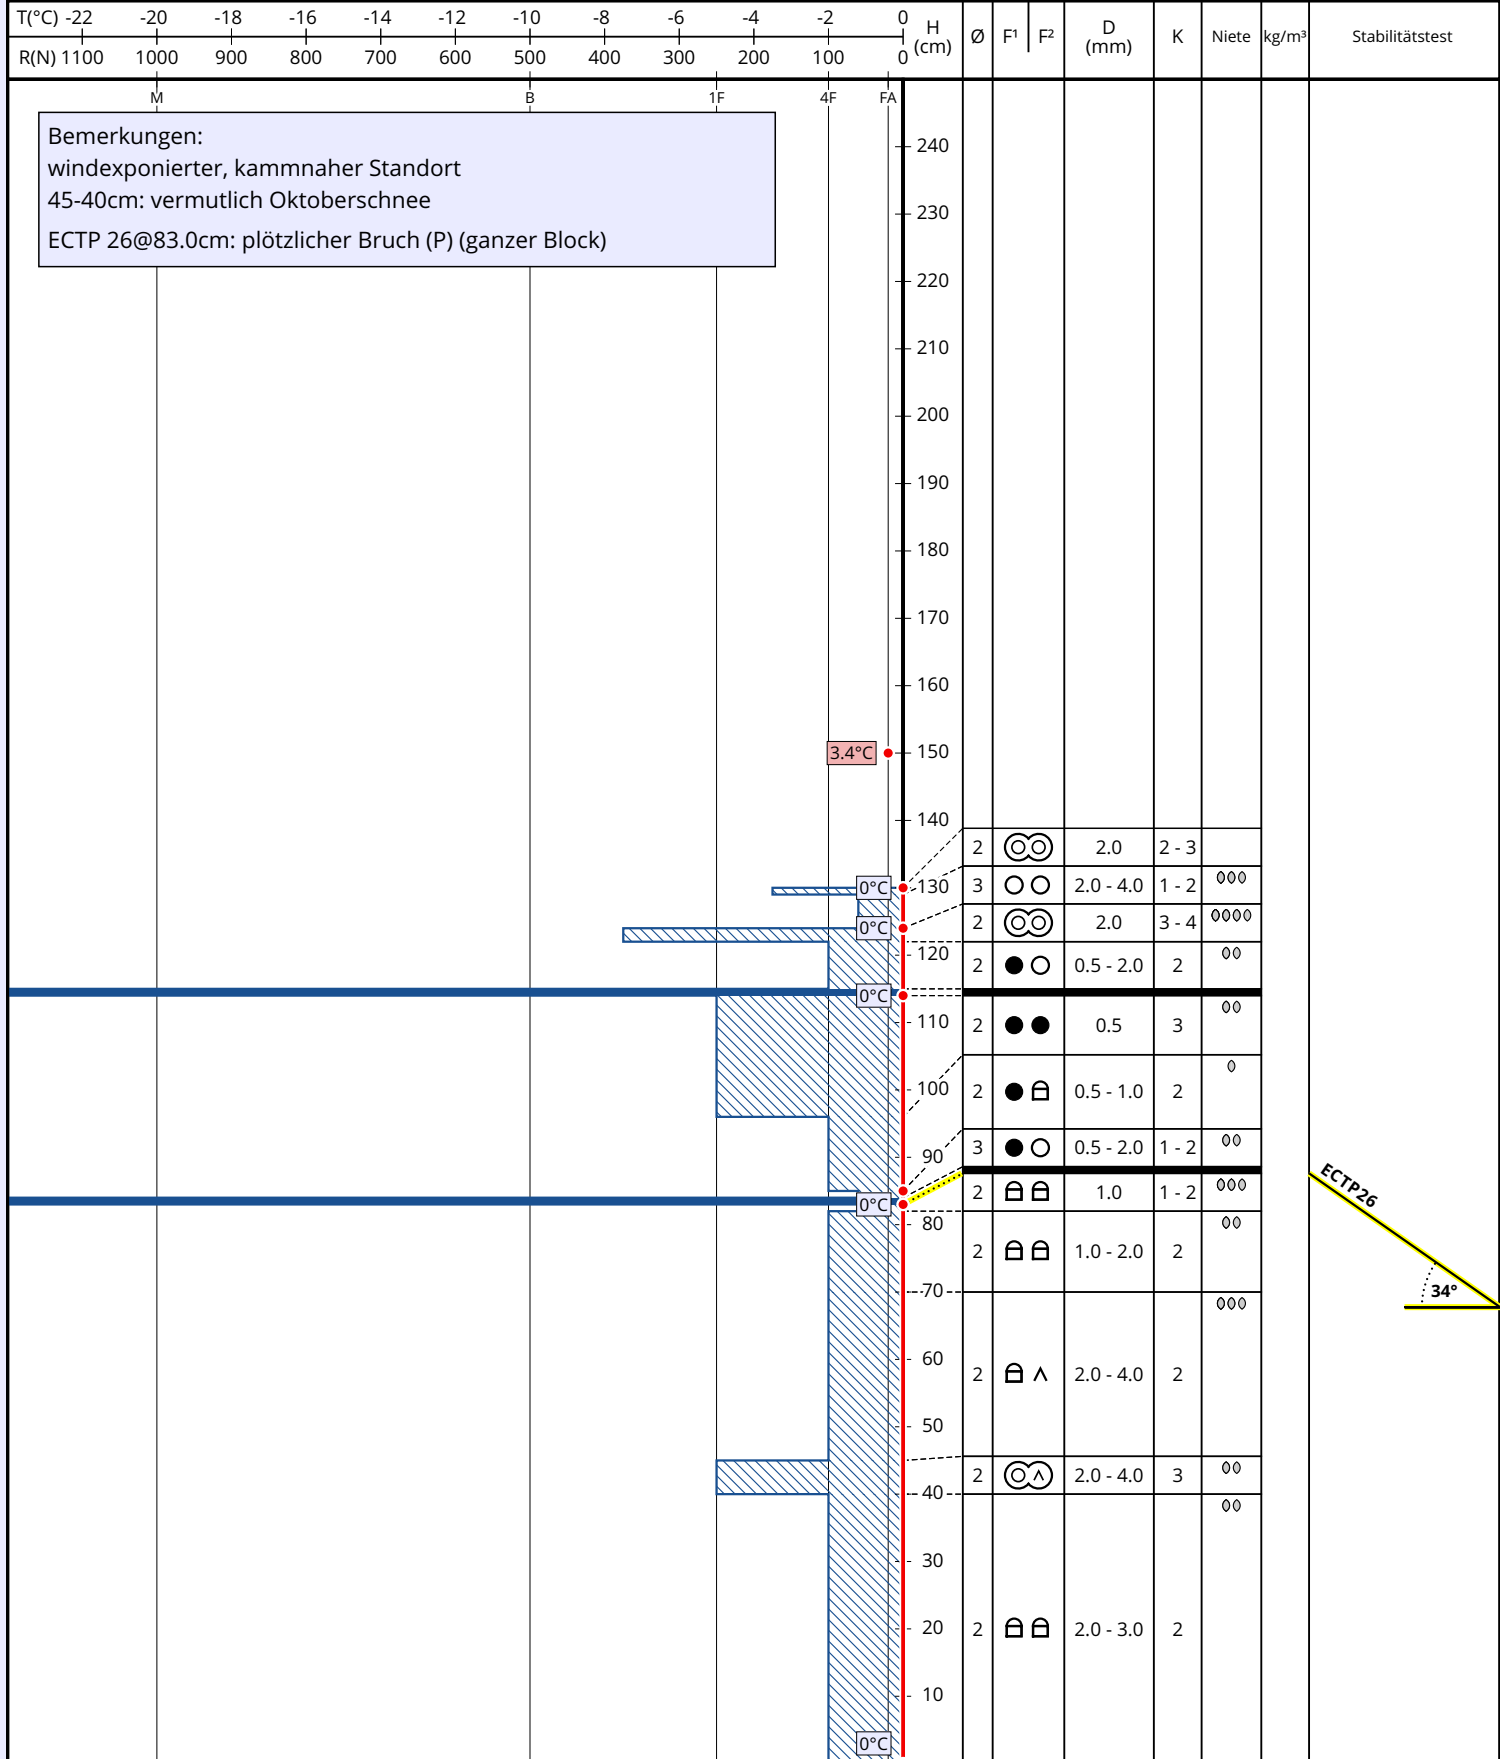 T(°C) -22 -20 -18 -16 -14 -12 -10 -8 -6 -4 -2 0
R(N) 1100 1000 900 800 700 600 500 400 300 200 100 0
H (cm) Ø F¹ F² D (mm) K Niete kg/m³ Stabilitätstest
M B 1F 4F FA
Bemerkungen:
windexponierter, kammnaher Standort
45-40cm: vermutlich Oktoberschnee
ECTP 26@83.0cm: plötzlicher Bruch (P) (ganzer Block)
240
230
220
210
200
190
180
170
160
3.4°C 150
140
2 2.0 2 - 3
0°C 130 3 2.0 - 4.0 1 - 2
0°C 2 2.0 3 - 4
120 2 0.5 - 2.0 2
0°C
110 2 0.5 3
100 2 0.5 - 1.0 2
90 3 0.5 - 2.0 1 - 2
0°C 2 1.0 1 - 2 ECTP26
80
2 1.0 - 2.0 2
70 34°
60 2 2.0 - 4.0 2
50
2 2.0 - 4.0 3
40
30
20 2 2.0 - 3.0 2
10
0°C